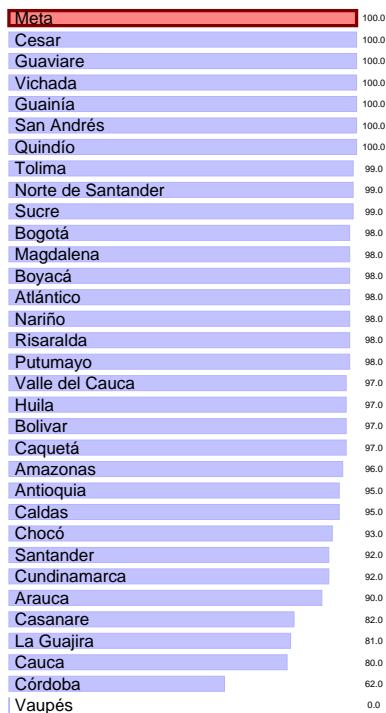 Meta 100.0
Cesar 100.0
Guaviare 100.0
Vichada 100.0
Guainía 100.0
San Andrés 100.0
Quindío 100.0
Tolima 99.0
Norte de Santander 99.0
Sucre 99.0
Bogotá 98.0
Magdalena 98.0
Boyacá 98.0
Atlántico 98.0
Nariño 98.0
Risaralda 98.0
Putumayo 98.0
Valle del Cauca 97.0
Huila 97.0
Bolivar 97.0
Caquetá 97.0
Amazonas 96.0
Antioquia 95.0
Caldas 95.0
Chocó 93.0
Santander 92.0
Cundinamarca 92.0
Arauca 90.0
Casanare 82.0
La Guajira 81.0
Cauca 80.0
Córdoba 62.0
Vaupés 0.0